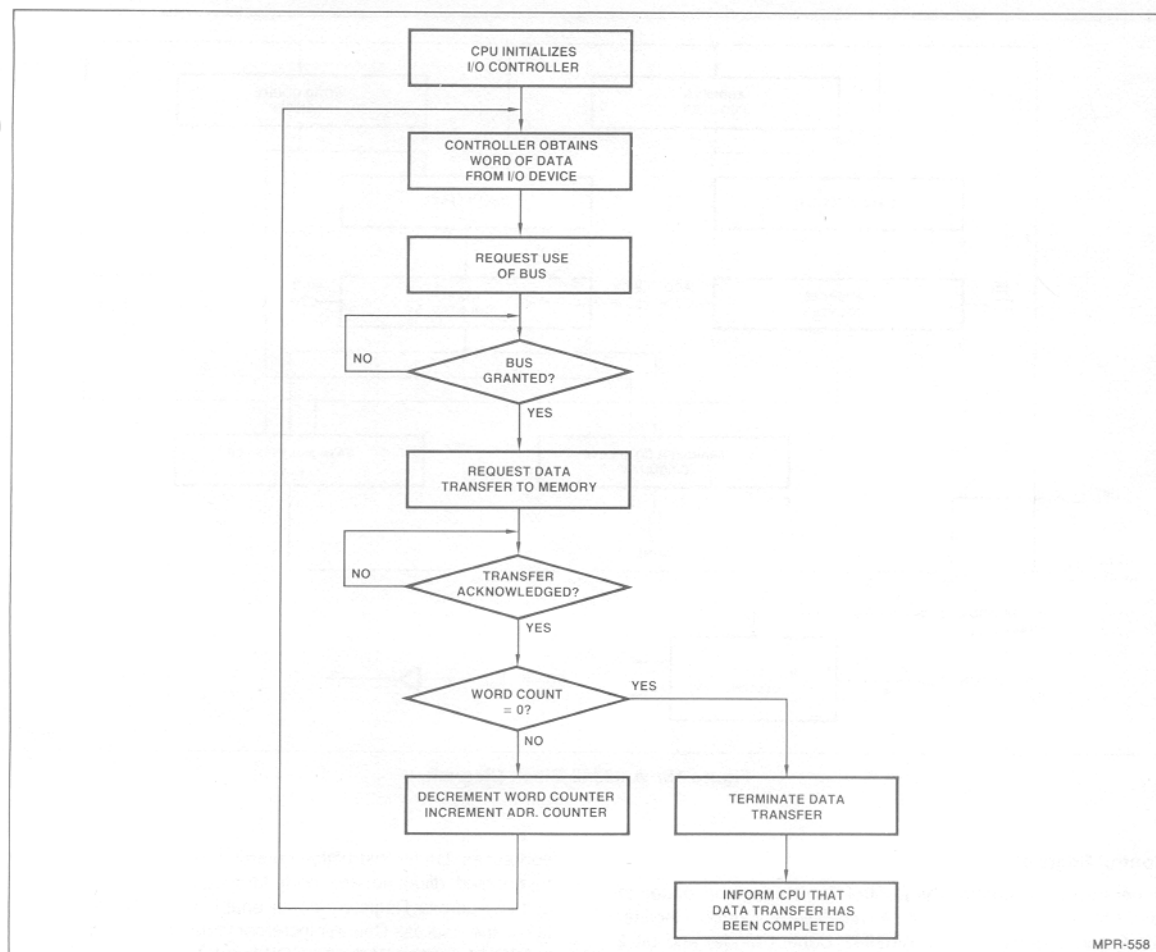 CPU INITIALIZES
I/O CONTROLLER
CONTROLLER OBTAINS
WORD OF DATA
FROM I/O DEVICE
REQUEST USE
OF BUS
NO
BUS
GRANTED?
YES
REQUEST DATA
TRANSFER TO MEMORY
NO
TRANSFER
ACKNOWLEDGED?
YES
WORD COUNT
= 0?
YES
NO
DECREMENT WORD COUNTER
INCREMENT ADR. COUNTER
TERMINATE DATA
TRANSFER
INFORM CPU THAT
DATA TRANSFER HAS
BEEN COMPLETED
MPR-558